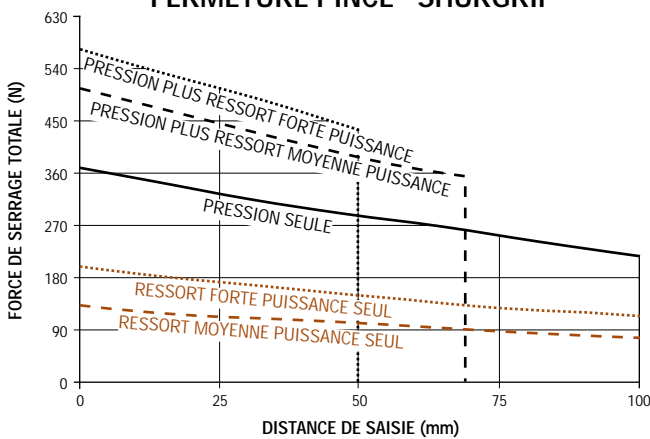 FERMETURE PINCE
630
540
450
360
270
180
90
0
FORCE DE SERRAGE TOTALE (N)
PRESSION PLUS RESSORT FORTE PUISSANCE
PRESSION PLUS RESSORT MOYENNE PUISSANCE
PRESSION SEULE
RESSORT FORTE PUISSANCE SEUL
RESSORT MOYENNE PUISSANCE SEUL
0
25
50
75
100
DISTANCE DE SAISIE (mm)